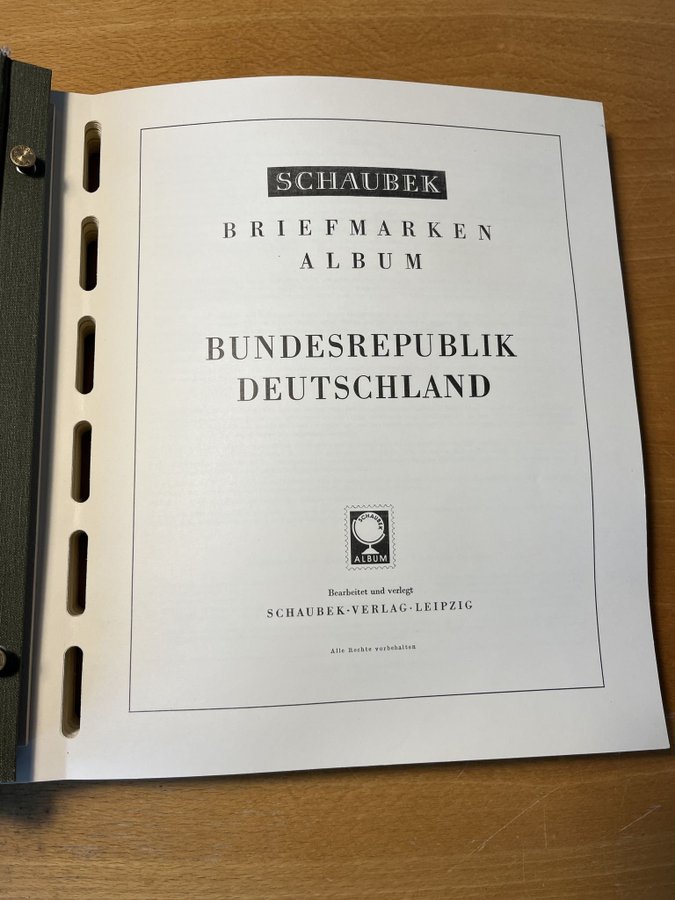 SCHAUBEK
BRIEFMARKEN
ALBUM
BUNDESREPUBLIK
DEUTSCHLAND
SCHAUBEK
ALBUM
Bearbeitet und verlegt
SCHAUBEK-VERLAG·LEIPZIG
Alle Rechte vorbehalten